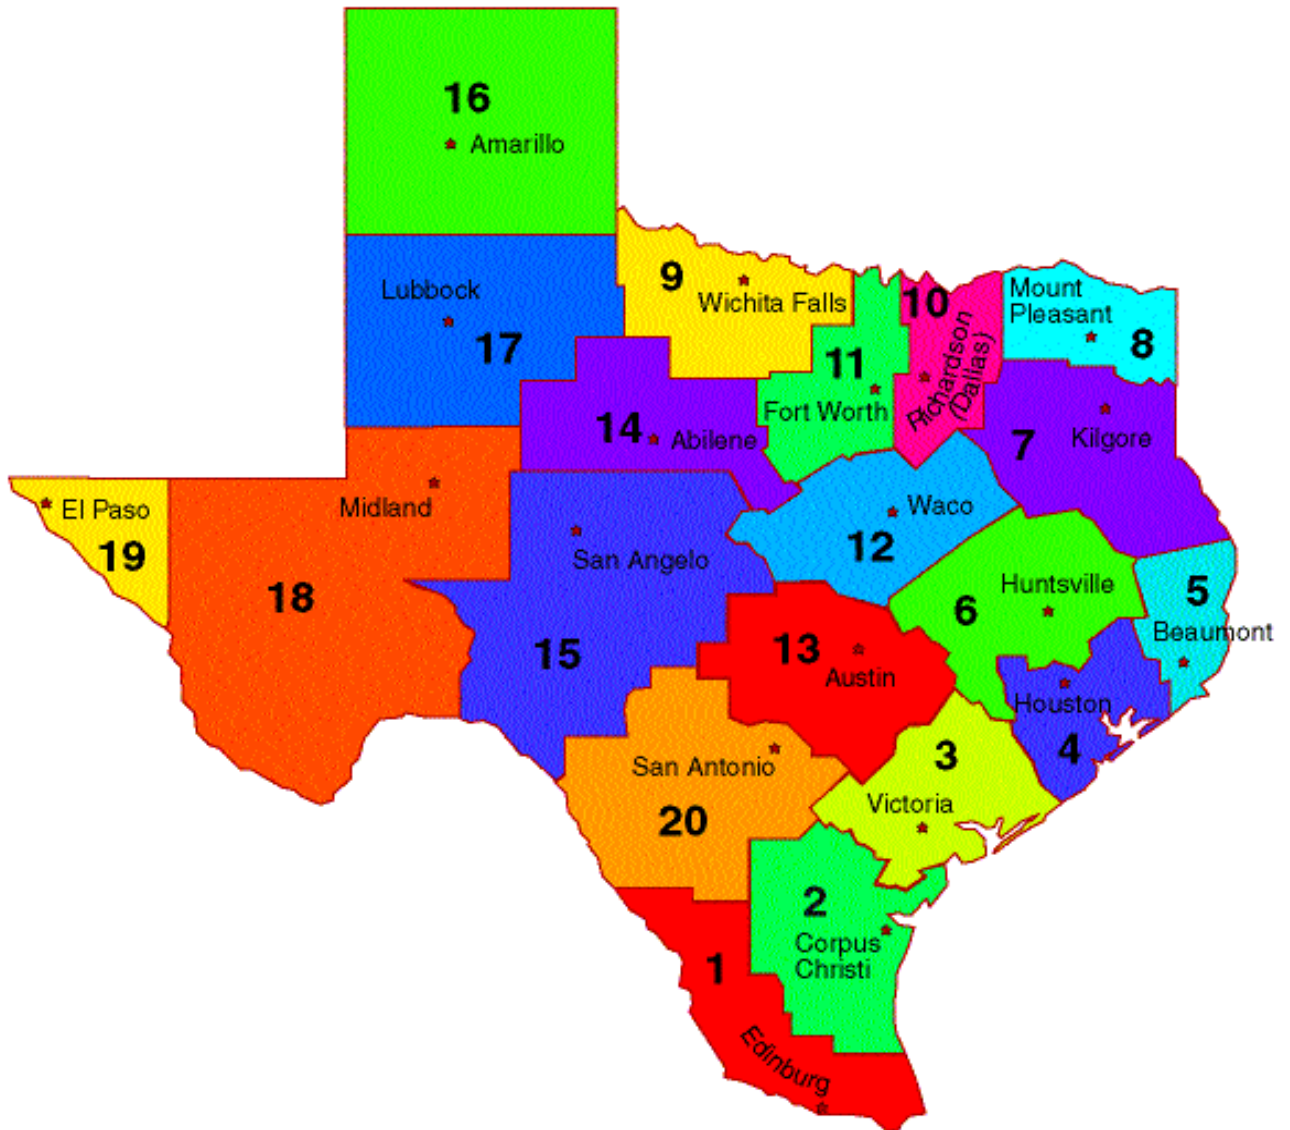 16
Amarillo
Lubbock
17
9
Wichita Falls
10
Richardson
(Dallas)
Mount
Pleasant
8
11
Fort Worth
14
Abilene
7
Kilgore
El Paso
19
Midland
18
San Angelo
15
Waco
12
Huntsville
6
5
Beaumont
13
Austin
Houston
4
San Antonio
20
3
Victoria
2
Corpus
Christi
1
Edinburg